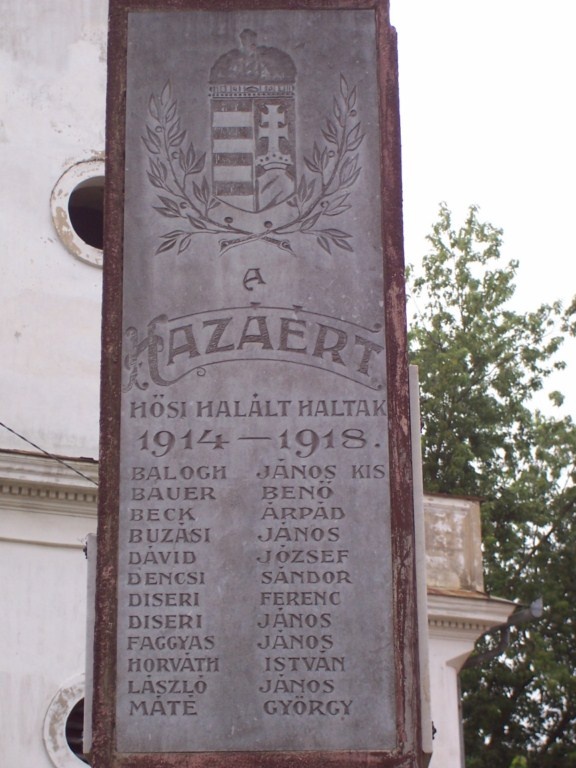 A
HAZÁÉRT
HŐSI HALÁLT HALTAK
1914–1918.
BALOGH JÁNOS KIS
BAUER BENŐ
BECK ÁRPÁD
BUZÁSI JÁNOS
DÁVID JÓZSEF
DENCSI SÁNDOR
DISERI FERENC
DISERI JÁNOS
FAGGYAS JÁNOS
HORVÁTH ISTVÁN
LÁSZLÓ JÁNOS
MÁTÉ GYÖRGY